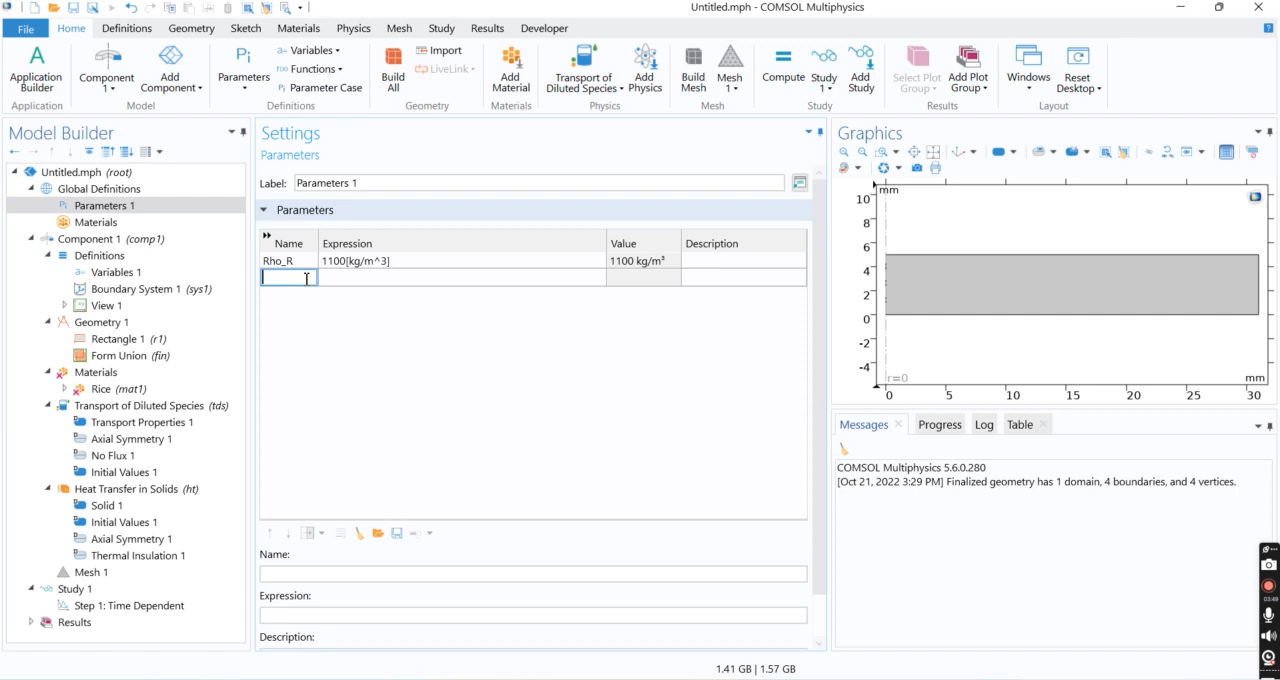 Untitled.mph - COMSOL Multiphysics
File Home Definitions Geometry Sketch Materials Physics Mesh Study Results Developer
Application Builder
Component 1
Add Component
Parameters
a= Variables
f(x) Functions
Pi Parameter Case
Build All
Import
LiveLink
Add Material
Transport of Diluted Species
Add Physics
Build Mesh
Mesh 1
Compute
Study 1
Add Study
Select Plot Group
Add Plot Group
Windows
Reset Desktop
Application Model Definitions Geometry Materials Physics Mesh Study Results Layout
Model Builder
Untitled.mph (root)
Global Definitions
Pi Parameters 1
Materials
Component 1 (comp1)
Definitions
a= Variables 1
Boundary System 1 (sys1)
View 1
Geometry 1
Rectangle 1 (r1)
Form Union (fin)
Materials
Rice (mat1)
Transport of Diluted Species (tds)
Transport Properties 1
Axial Symmetry 1
No Flux 1
Initial Values 1
Heat Transfer in Solids (ht)
Solid 1
Initial Values 1
Axial Symmetry 1
Thermal Insulation 1
Mesh 1
Study 1
Step 1: Time Dependent
Results
Settings
Parameters
Label: Parameters 1
Parameters
Name Expression Value Description
Rho_R 1100[kg/m^3] 1100 kg/m³
Name:
Expression:
Description:
Graphics
mm
10
8
6
4
2
0
-2
-4
r=0 mm
0 5 10 15 20 25 30
Messages Progress Log Table
COMSOL Multiphysics 5.6.0.280
[Oct 21, 2022 3:29 PM] Finalized geometry has 1 domain, 4 boundaries, and 4 vertices.
03:49
1.41 GB | 1.57 GB